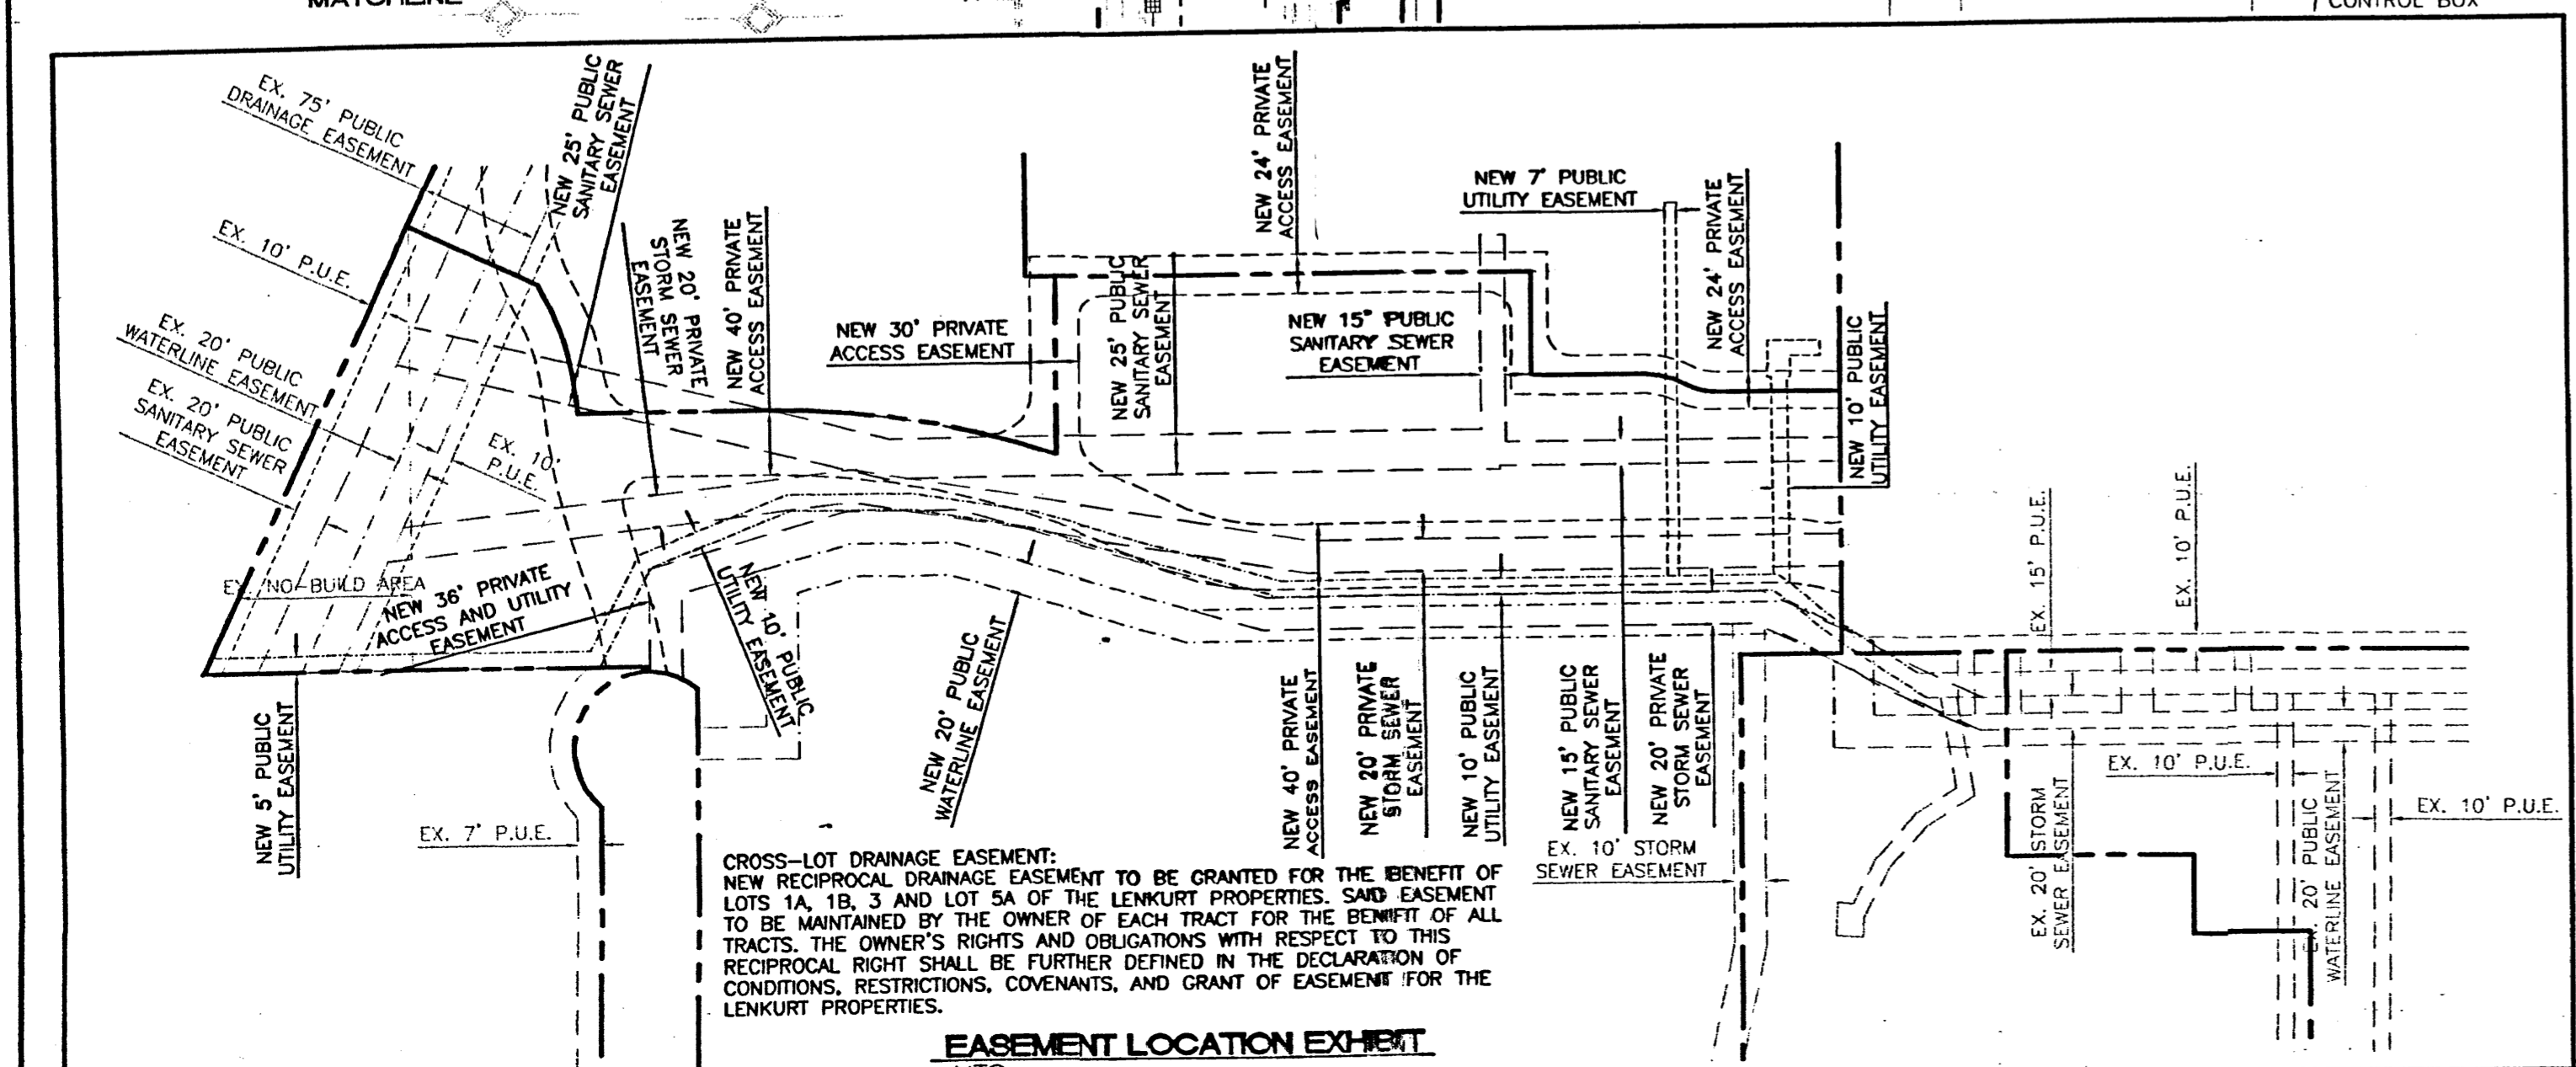 MATCHLINE
CONTROL BOX
EX. 75' PUBLIC
DRAINAGE EASEMENT
NEW 25' PUBLIC
SANITARY SEWER
EASEMENT
EX. 10' P.U.E.
EX. 20' PUBLIC
WATERLINE EASEMENT
EX. 20' PUBLIC
SANITARY SEWER
EASEMENT
EX. 10'
P.U.E.
NEW 20' PRIVATE
STORM SEWER
EASEMENT
NEW 40' PRIVATE
ACCESS EASEMENT
NEW 30' PRIVATE
ACCESS EASEMENT
NEW 25' PUBLIC
SANITARY SEWER
EASEMENT
NEW 24' PRIVATE
ACCESS EASEMENT
NEW 15' PUBLIC
SANITARY SEWER
EASEMENT
NEW 7' PUBLIC
UTILITY EASEMENT
NEW 24' PRIVATE
ACCESS EASEMENT
NEW 10' PUBLIC
UTILITY EASEMENT
EX. NO-BUILD AREA
NEW 36' PRIVATE
ACCESS AND UTILITY
EASEMENT
NEW 10' PUBLIC
UTILITY EASEMENT
NEW 20' PUBLIC
WATERLINE EASEMENT
NEW 5' PUBLIC
UTILITY EASEMENT
EX. 7' P.U.E.
NEW 40' PRIVATE
ACCESS EASEMENT
NEW 20' PRIVATE
STORM SEWER
EASEMENT
NEW 10' PUBLIC
UTILITY EASEMENT
NEW 15' PUBLIC
SANITARY SEWER
EASEMENT
NEW 20' PRIVATE
STORM SEWER
EASEMENT
EX. 10' STORM
SEWER EASEMENT
EX. 15' P.U.E.
EX. 10' P.U.E.
EX. 20' STORM
SEWER EASEMENT
EX. 10' P.U.E.
EX. 20' PUBLIC
WATERLINE EASEMENT
EX. 10' P.U.E.
CROSS-LOT DRAINAGE EASEMENT:
NEW RECIPROCAL DRAINAGE EASEMENT TO BE GRANTED FOR THE BENEFIT OF
LOTS 1A, 1B, 3 AND LOT 5A OF THE LENKURT PROPERTIES. SAID EASEMENT
TO BE MAINTAINED BY THE OWNER OF EACH TRACT FOR THE BENIFIT OF ALL
TRACTS. THE OWNER'S RIGHTS AND OBLIGATIONS WITH RESPECT TO THIS
RECIPROCAL RIGHT SHALL BE FURTHER DEFINED IN THE DECLARATION OF
CONDITIONS, RESTRICTIONS, COVENANTS, AND GRANT OF EASEMENT FOR THE
LENKURT PROPERTIES.
EASEMENT LOCATION EXHIBIT
NTS